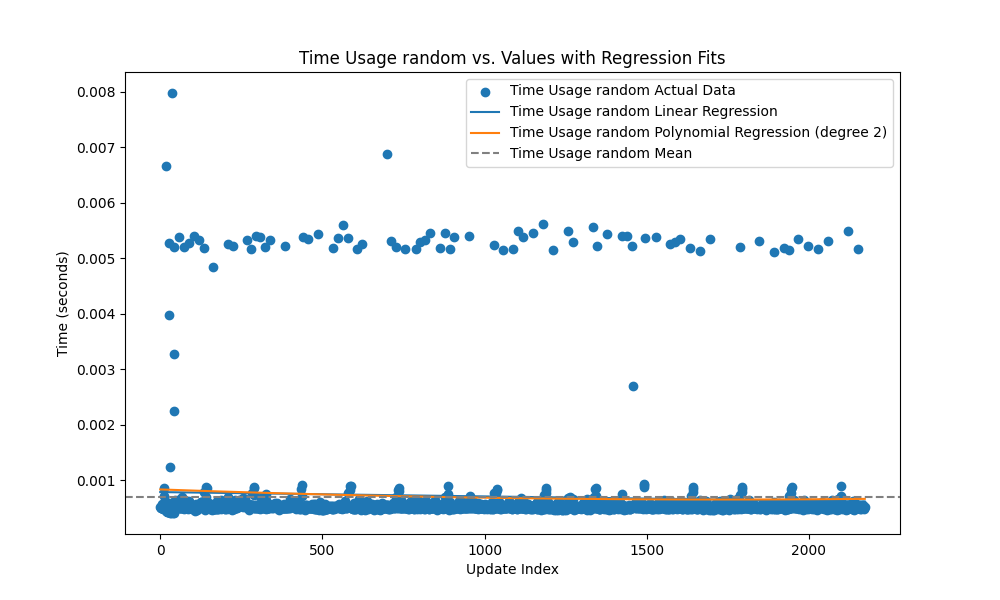 Time Usage random vs. Values with Regression Fits
Time Usage random Actual Data
Time Usage random Linear Regression
Time Usage random Polynomial Regression (degree 2)
Time Usage random Mean
Time (seconds)
0.008
0.007
0.006
0.005
0.004
0.003
0.002
0.001
0
500
1000
1500
2000
Update Index